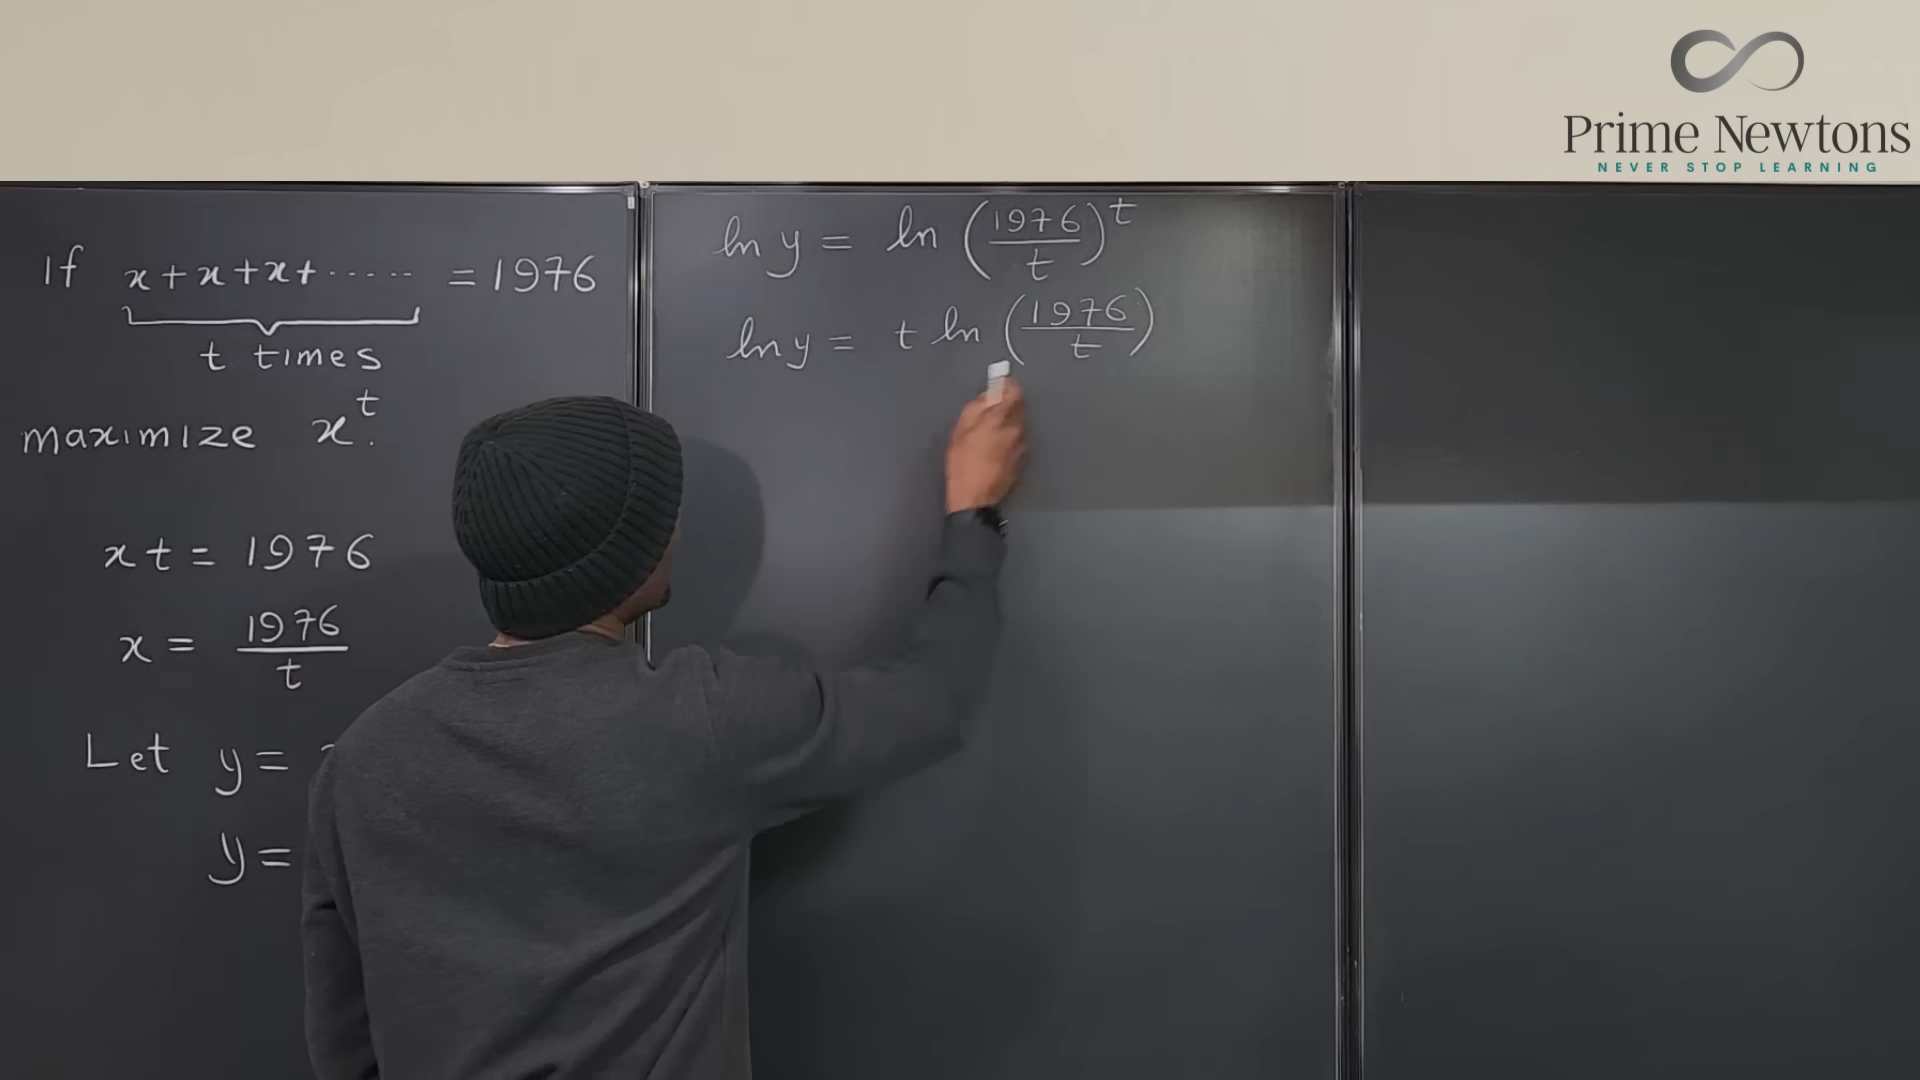 Prime Newtons
NEVER STOP LEARNING
If x + x + x + ...... = 1976
t times
maximize x^t.
xt = 1976
x = 1976/t
Let y =
y =
ln y = ln (1976/t)^t
ln y = t ln (1976/t)